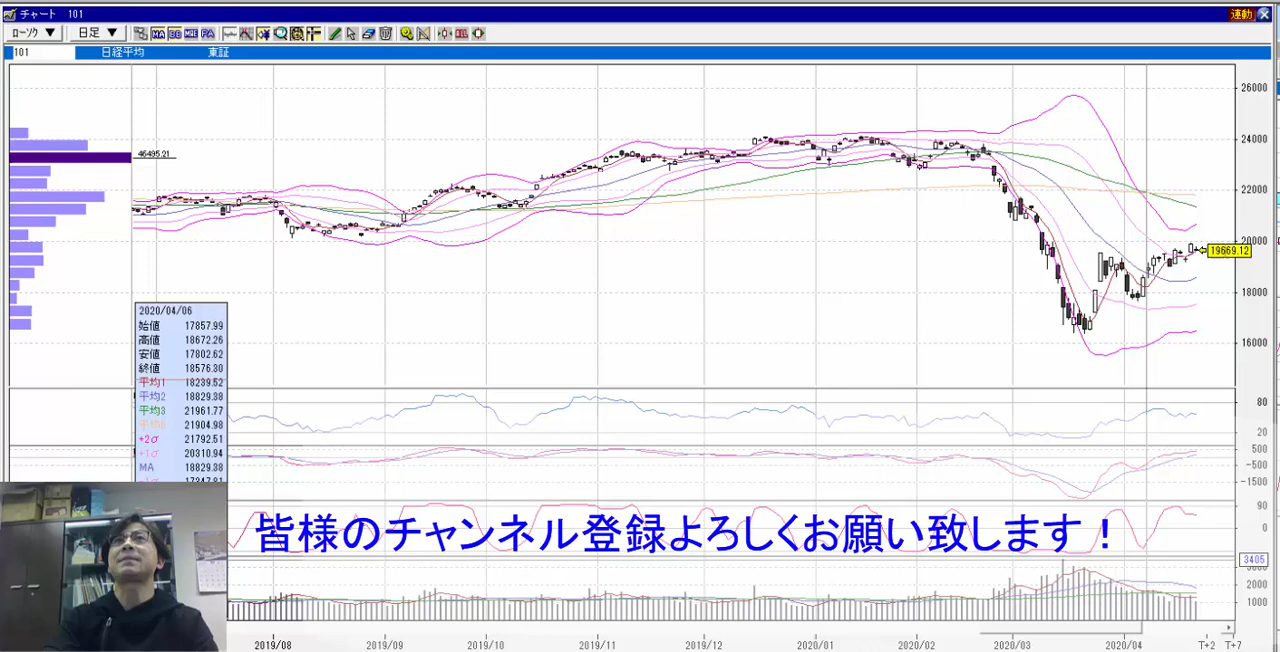 チャート 101
連動
ローソク ▼ 日足 ▼
101 日経平均 東証
26000
24000
22000
20000
18000
16000
46495.21
19669.12
2020/04/06
始値 17857.99
高値 18672.26
安値 17802.62
終値 18576.30
平均1 18239.52
平均2 18829.38
平均3 21961.77
21904.98
+2σ 21792.51
+1σ 20310.94
MA 18829.38
80
20
500
-500
-1500
90
0
皆様のチャンネル登録よろしくお願い致します！
3405
2000
1000
2019/08 2019/09 2019/10 2019/11 2019/12 2020/01 2020/02 2020/03 2020/04 T+2 T+7